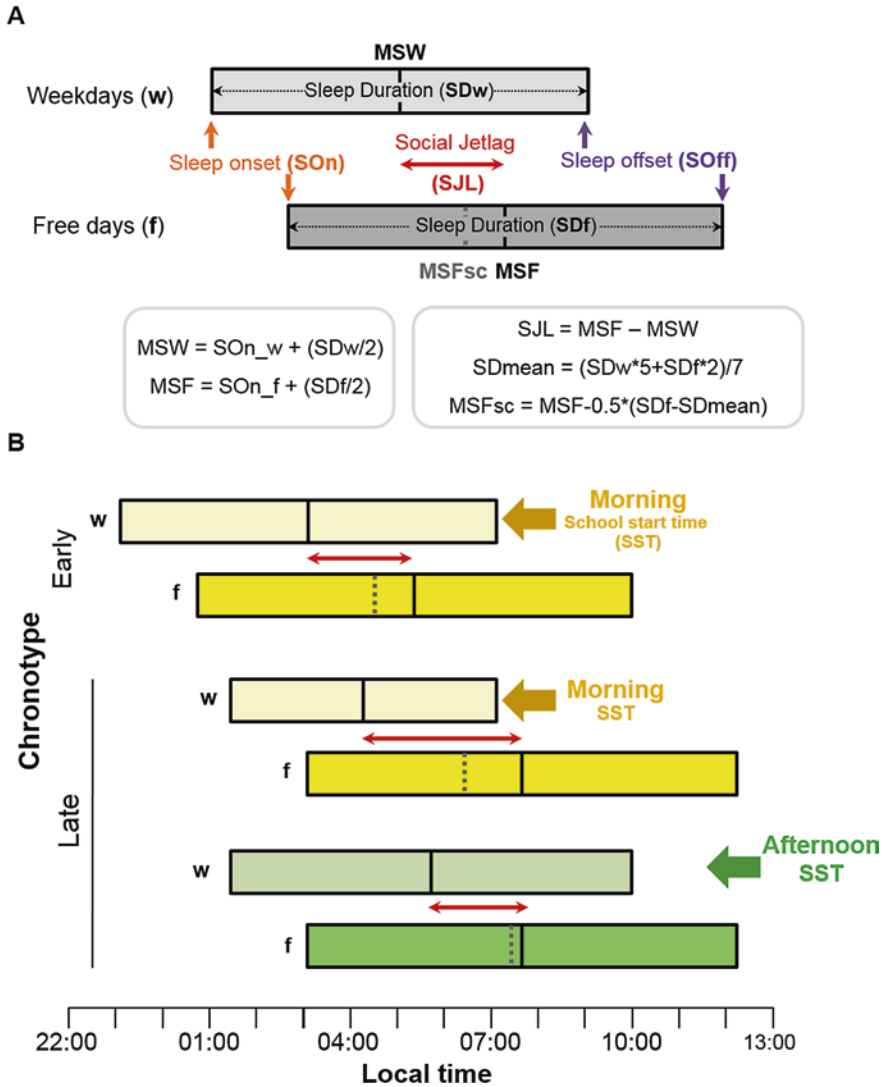 A
MSW
Weekdays (w)
Sleep Duration (SDw)
Social Jetlag
Sleep onset (SOn)
(SJL)
Sleep offset (SOff)
Free days (f)
Sleep Duration (SDf)
MSFsc MSF
MSW = SOn_w + (SDw/2)
MSF = SOn_f + (SDf/2)
SJL = MSF – MSW
SDmean = (SDw*5+SDf*2)/7
MSFsc = MSF-0.5*(SDf-SDmean)
B
Chronotype
Early
w
Morning
School start time
(SST)
f
Late
w
Morning
SST
f
w
Afternoon
SST
f
22:00 01:00 04:00 07:00 10:00 13:00
Local time